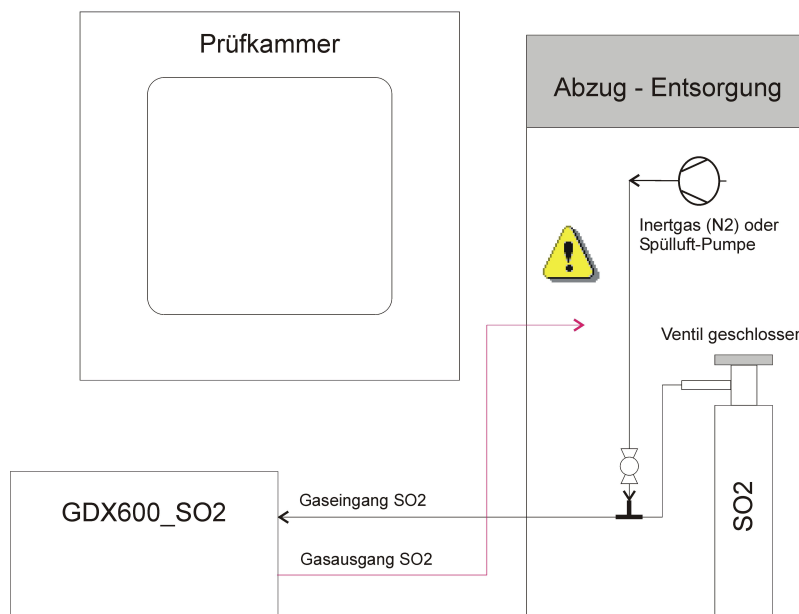 Prüfkammer
Abzug - Entsorgung
Inertgas (N2) oder
Spülluft-Pumpe
Ventil geschlossen
Gaseingang SO2
GDX600_SO2
SO2
Gasausgang SO2